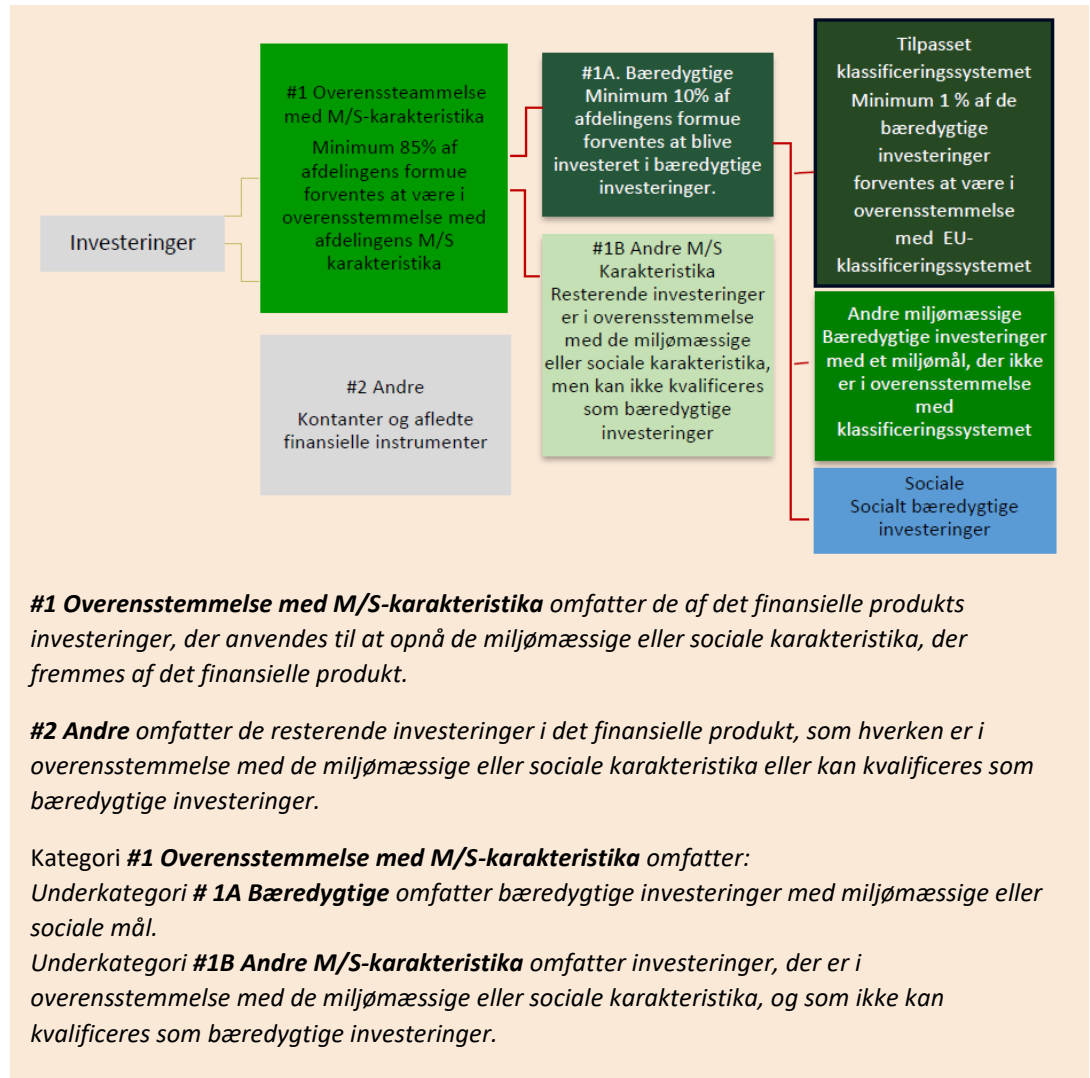 Investeringer
#1 Overenssteammelse
med M/S-karakteristika
Minimum 85% af
afdelingens formue
forventes at være i
overensstemmelse med
afdelingens M/S
karakteristika
#2 Andre
Kontanter og afledte
finansielle instrumenter
#1A. Bæredygtige
Minimum 10% af
afdelingens formue
forventes at blive
investeret i bæredygtige
investeringer.
#1B Andre M/S
Karakteristika
Resterende investeringer
er i overensstemmelse
med de miljømæssige
eller sociale karakteristika,
men kan ikke kvalificeres
som bæredygtige
investeringer
Tilpasset
klassificeringssystemet
Minimum 1 % af de
bæredygtige
investeringer
forventes at være i
overensstemmelse
med EU-
klassificeringssystemet
Andre miljømæssige
Bæredygtige investeringer
med et miljømål, der ikke
er i overensstemmelse
med
klassificeringssystemet
Sociale
Socialt bæredygtige
investeringer
#1 Overensstemmelse med M/S-karakteristika omfatter de af det finansielle produkts
investeringer, der anvendes til at opnå de miljømæssige eller sociale karakteristika, der
fremmes af det finansielle produkt.
#2 Andre omfatter de resterende investeringer i det finansielle produkt, som hverken er i
overensstemmelse med de miljømæssige eller sociale karakteristika eller kan kvalificeres som
bæredygtige investeringer.
Kategori #1 Overensstemmelse med M/S-karakteristika omfatter:
Underkategori # 1A Bæredygtige omfatter bæredygtige investeringer med miljømæssige eller
sociale mål.
Underkategori #1B Andre M/S-karakteristika omfatter investeringer, der er i
overensstemmelse med de miljømæssige eller sociale karakteristika, og som ikke kan
kvalificeres som bæredygtige investeringer.